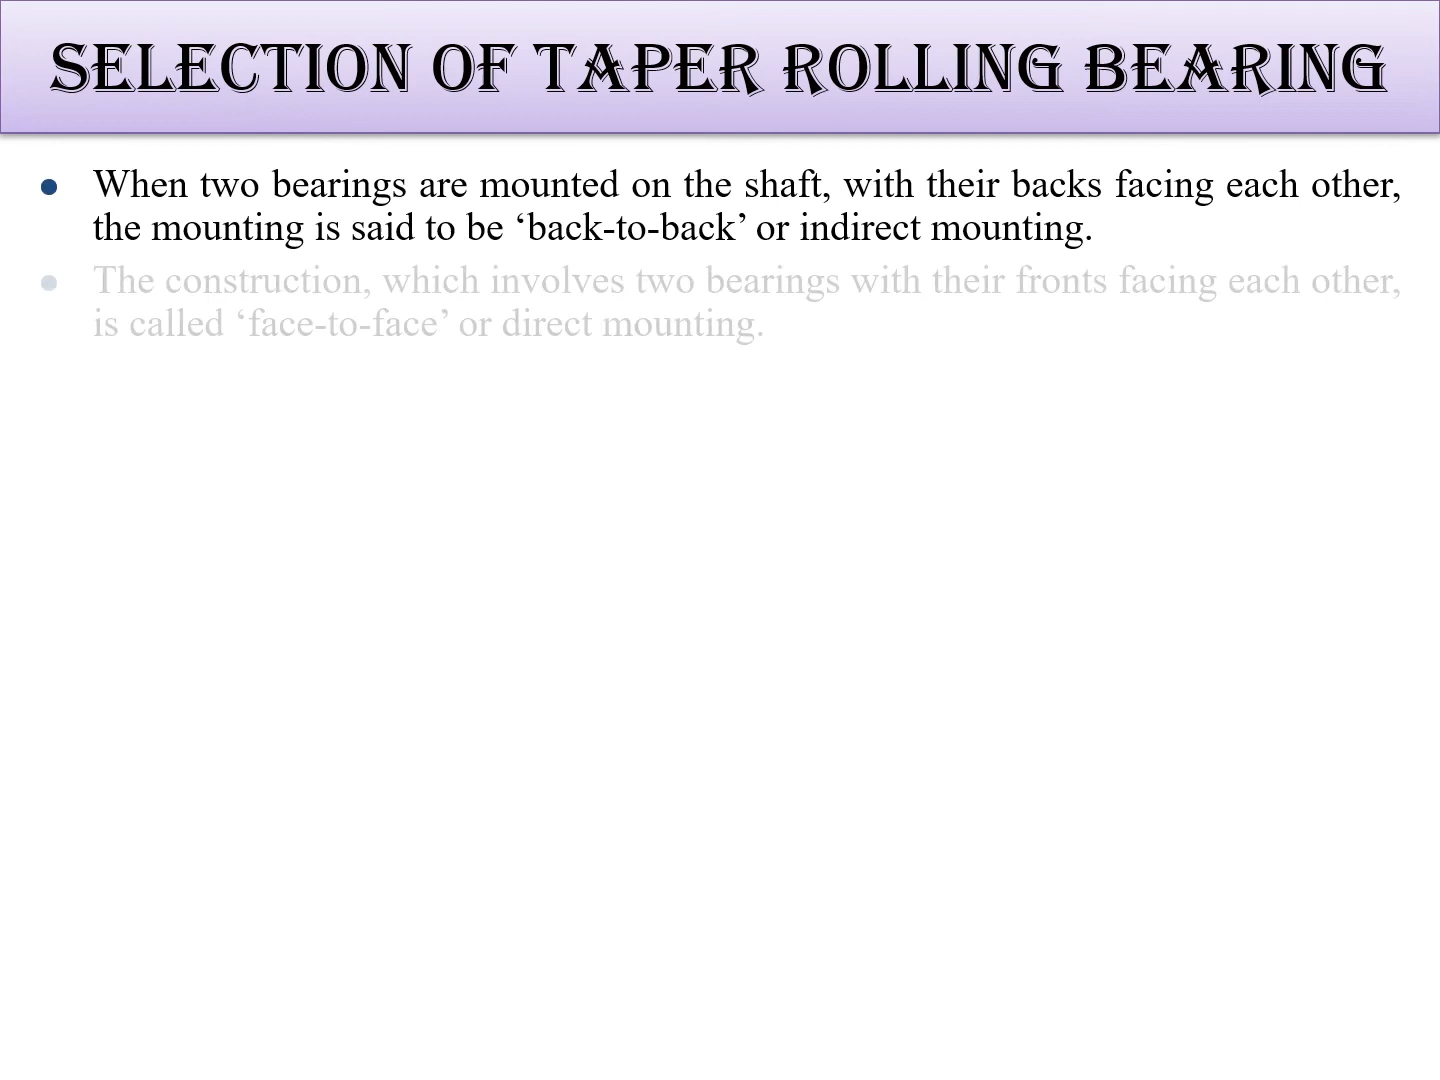 SELECTION OF TAPER ROLLING BEARING
● When two bearings are mounted on the shaft, with their backs facing each other,
the mounting is said to be ‘back-to-back’ or indirect mounting.
● The construction, which involves two bearings with their fronts facing each other,
is called ‘face-to-face’ or direct mounting.